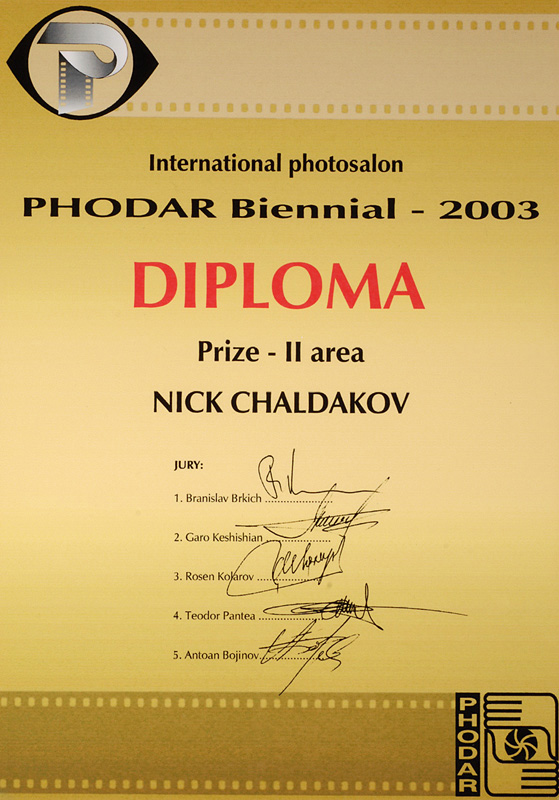 International photosalon
PHODAR Biennial - 2003
DIPLOMA
Prize - II area
NICK CHALDAKOV
JURY:
1. Branislav Brkich ....................
2. Garo Keshishian ....................
3. Rosen Kolarov ....................
4. Teodor Pantea ....................
5. Antoan Bojinov....................
PHODAR